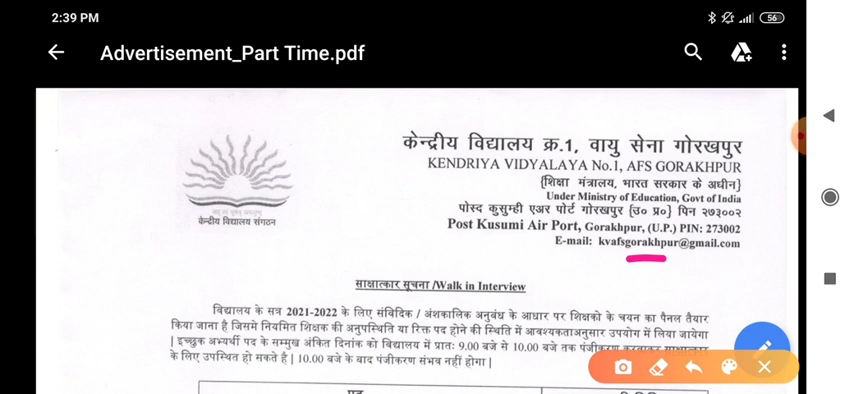 2:39 PM
56
Advertisement_Part Time.pdf
केन्द्रीय विद्यालय क्र.1, वायु सेना गोरखपुर
KENDRIYA VIDYALAYA No.1, AFS GORAKHPUR
{शिक्षा मंत्रालय, भारत सरकार के अधीन}
Under Ministry of Education, Govt of India
पोस्द कुसुम्ही एअर पोर्ट गोरखपुर {उ० प्र०} पिन २७३००२
Post Kusumi Air Port, Gorakhpur, (U.P.) PIN: 273002
E-mail: kvafsgorakhpur@gmail.com
केन्द्रीय विद्यालय संगठन
साक्षात्कार सूचना /Walk in Interview
विद्यालय के सत्र 2021-2022 के लिए संविदिक / अंशकालिक अनुबंध के आधार पर शिक्षको के चयन का पैनल तैयार
किया जाना है जिसमे नियमित शिक्षक की अनुपस्थिति या रिक्त पद होने की स्थिति में आवश्यकतानुसार उपयोग में लिया जायेगा
| इच्छुक अभ्यर्थी पद के सम्मुख अंकित दिनांक को विद्यालय में प्रातः 9.00 बजे से 10.00 बजे तक पंजीकरण करवाकर साक्षात्कार
के लिए उपस्थित हो सकते है | 10.00 बजे के बाद पंजीकरण संभव नहीं होगा |
पद